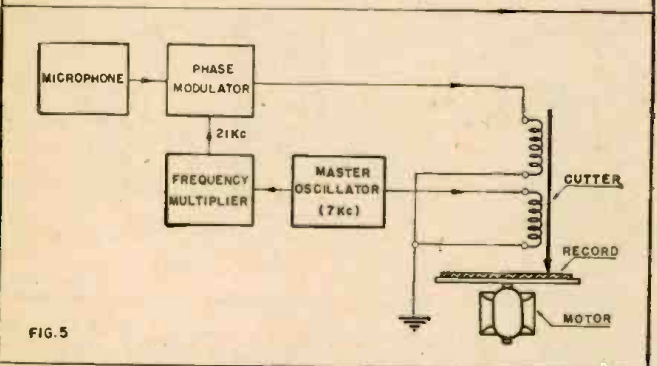 MICROPHONE
PHASE
MODULATOR
21Kc
FREQUENCY
MULTIPLIER
MASTER
OSCILLATOR
(7Kc)
CUTTER
RECORD
MOTOR
FIG.5